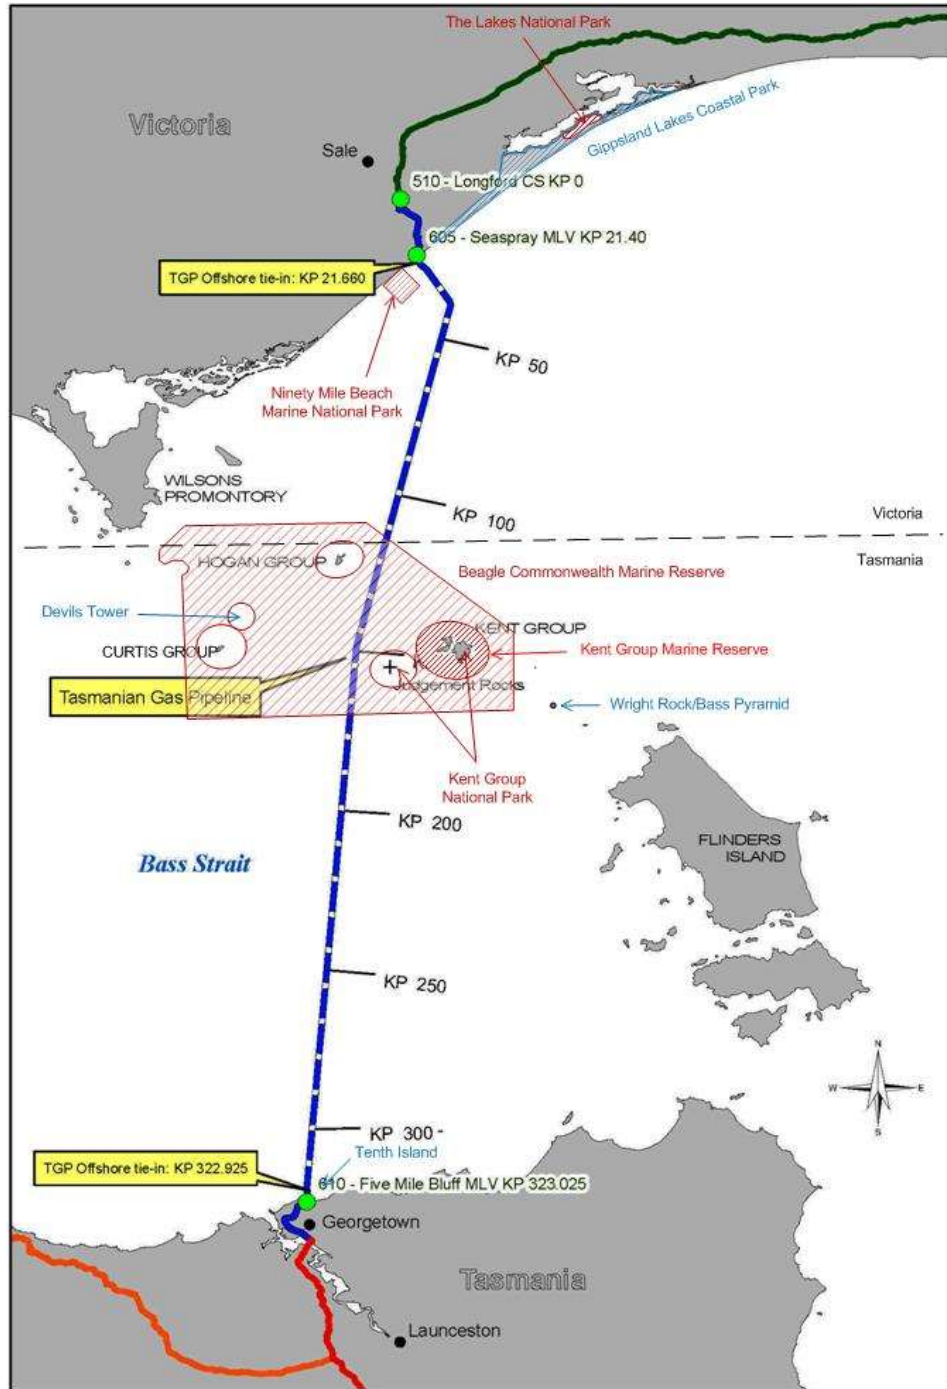 The Lakes National Park
Victoria
Gippsland Lakes Coastal Park
Sale
510 - Longford CS KP 0
605 - Seaspray MLV KP 21.40
TGP Offshore tie-in: KP 21.660
KP 50
Ninety Mile Beach
Marine National Park
WILSONS
PROMONTORY
KP 100
Victoria
Tasmania
HOGAN GROUP
Beagle Commonwealth Marine Reserve
Devils Tower
KENT GROUP
CURTIS GROUP
Kent Group Marine Reserve
Judgement Rocks
Tasmanian Gas Pipeline
Wright Rock/Bass Pyramid
Kent Group
National Park
KP 200
FLINDERS
ISLAND
Bass Strait
KP 250
N
W
E
S
KP 300
Tenth Island
TGP Offshore tie-in: KP 322.925
610 - Five Mile Bluff MLV KP 323.025
Georgetown
Tasmania
Launceston